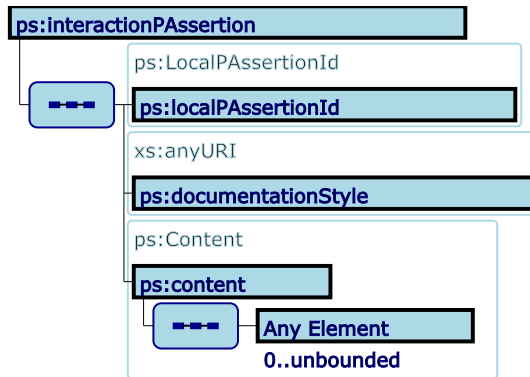 ps:interactionPAssertion
ps:LocalPAssertionId
ps:localPAssertionId
xs:anyURI
ps:documentationStyle
ps:Content
ps:content
Any Element
0..unbounded